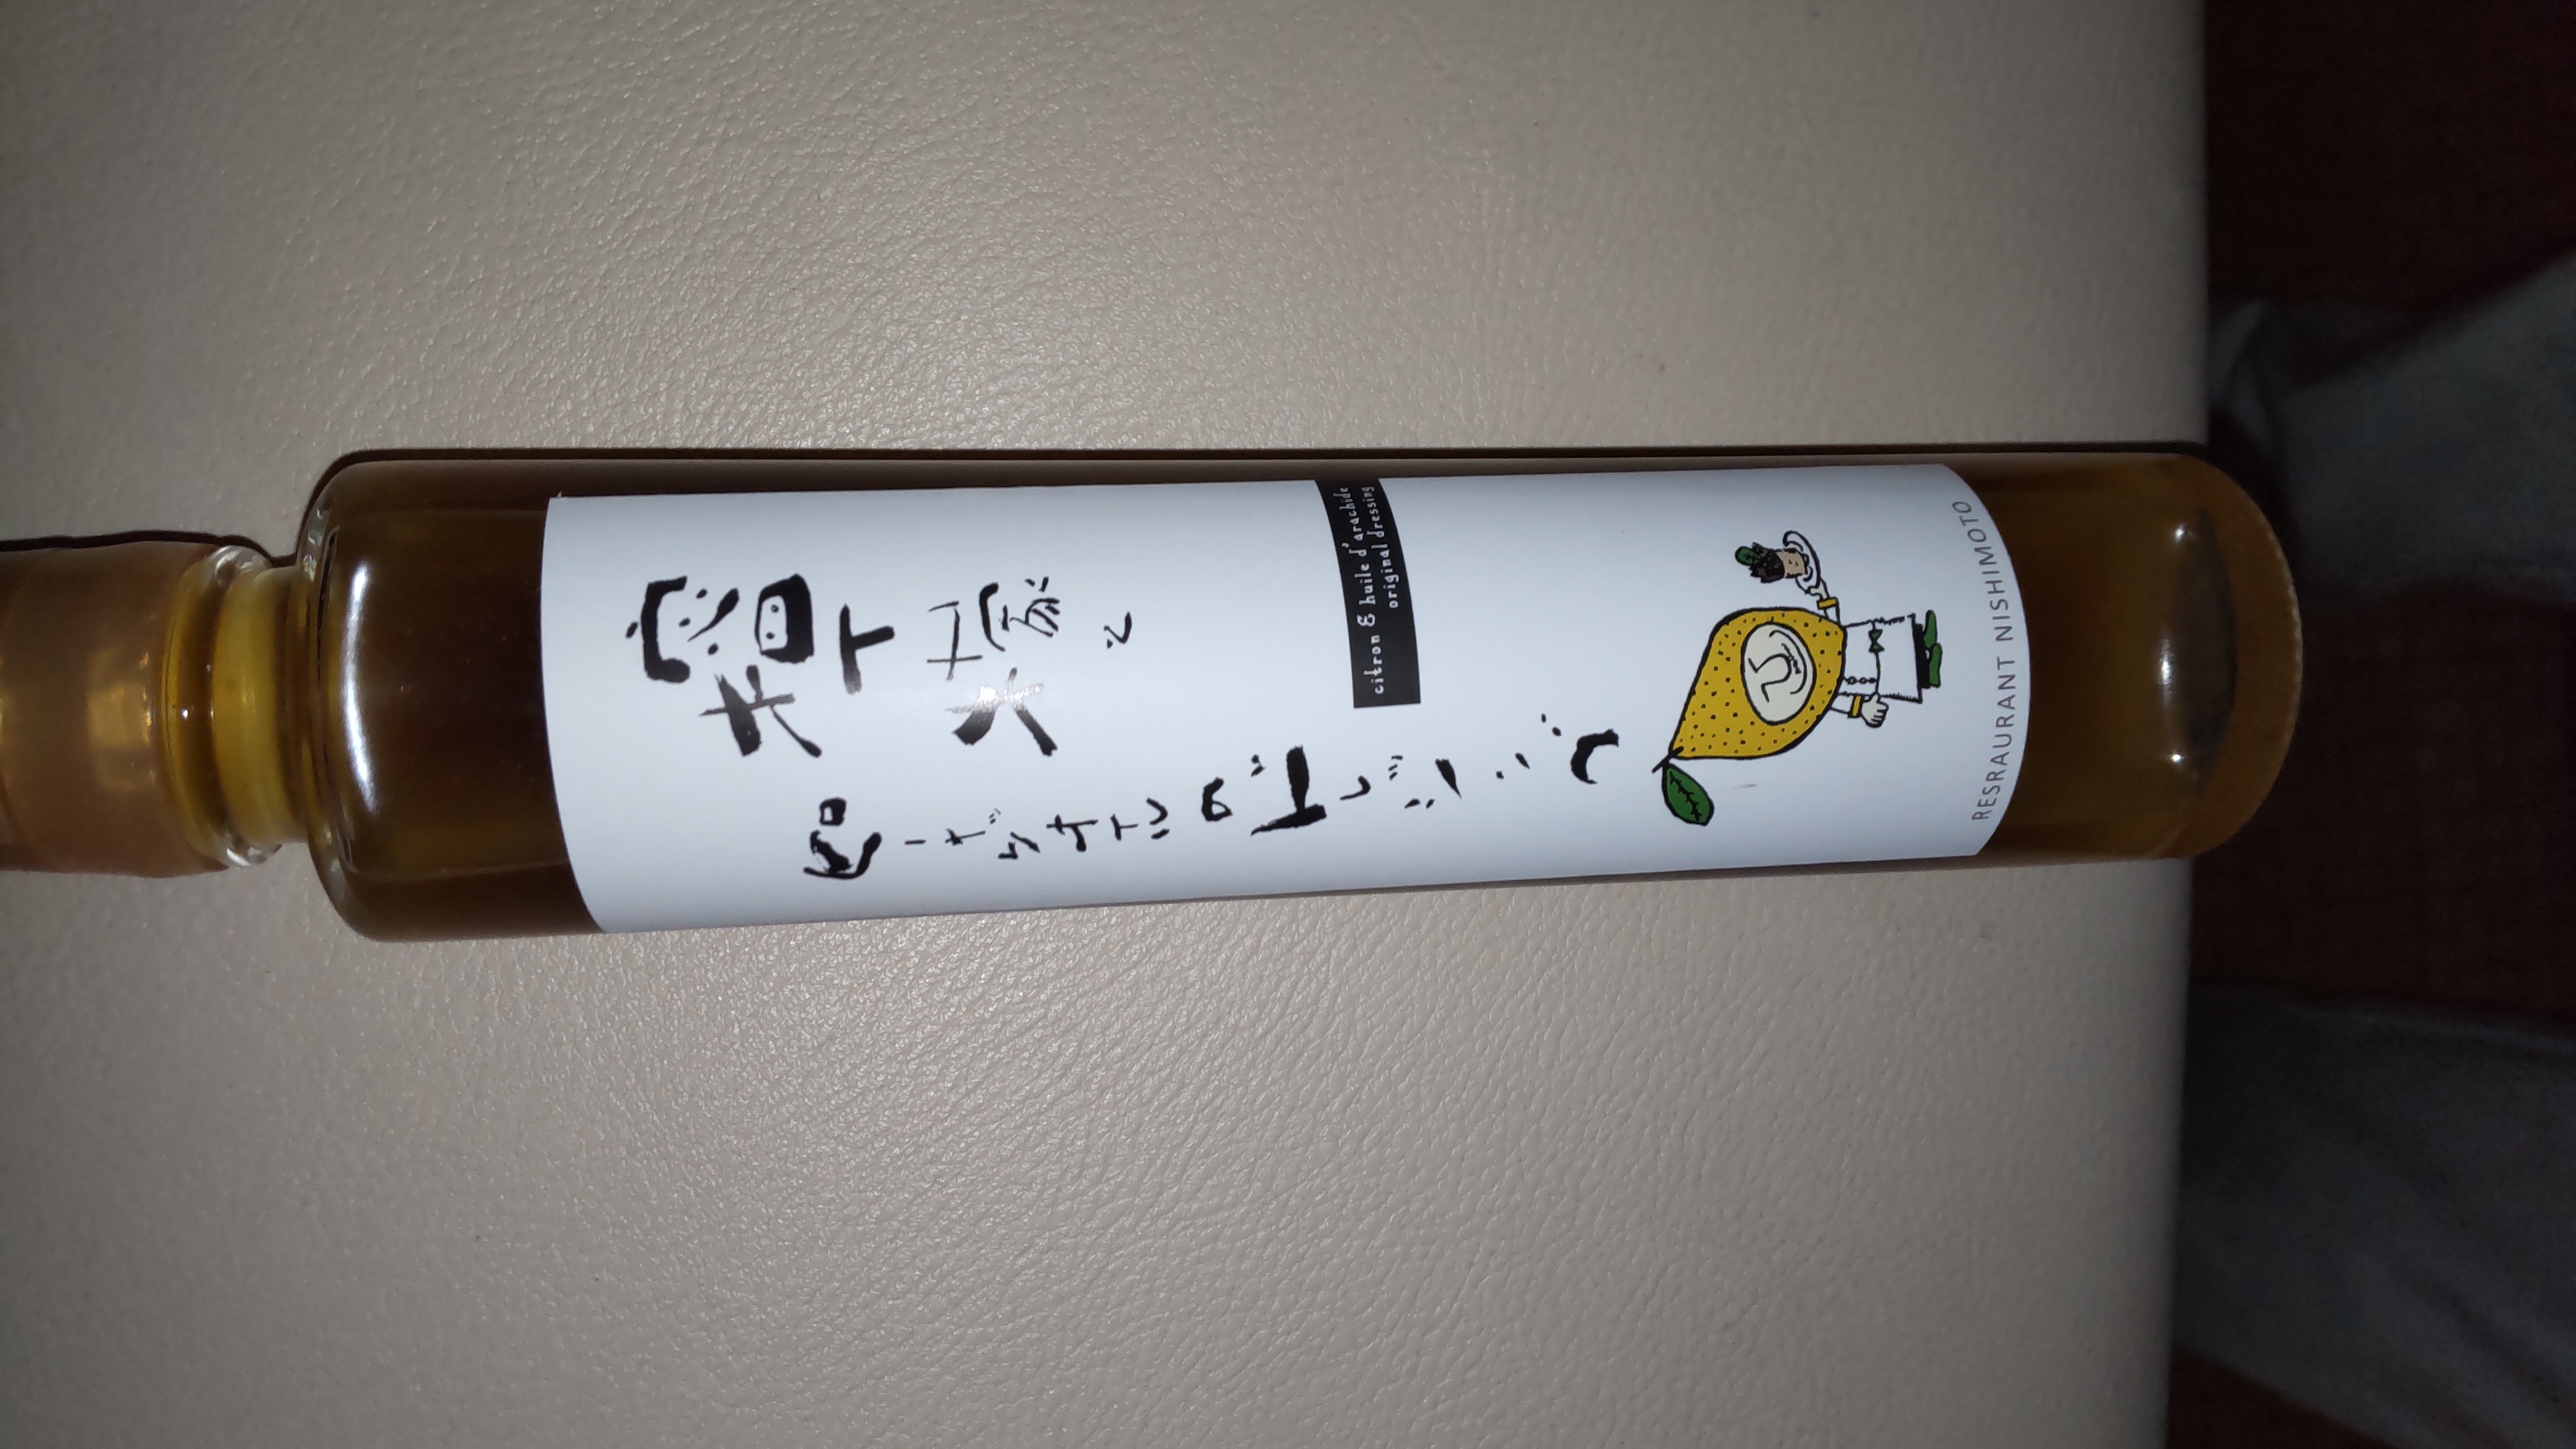 檸檬と
ピーナッツオイルのドレッシング
citron & huile d'arachide
original dressing
RESRAURANT NISHIMOTO